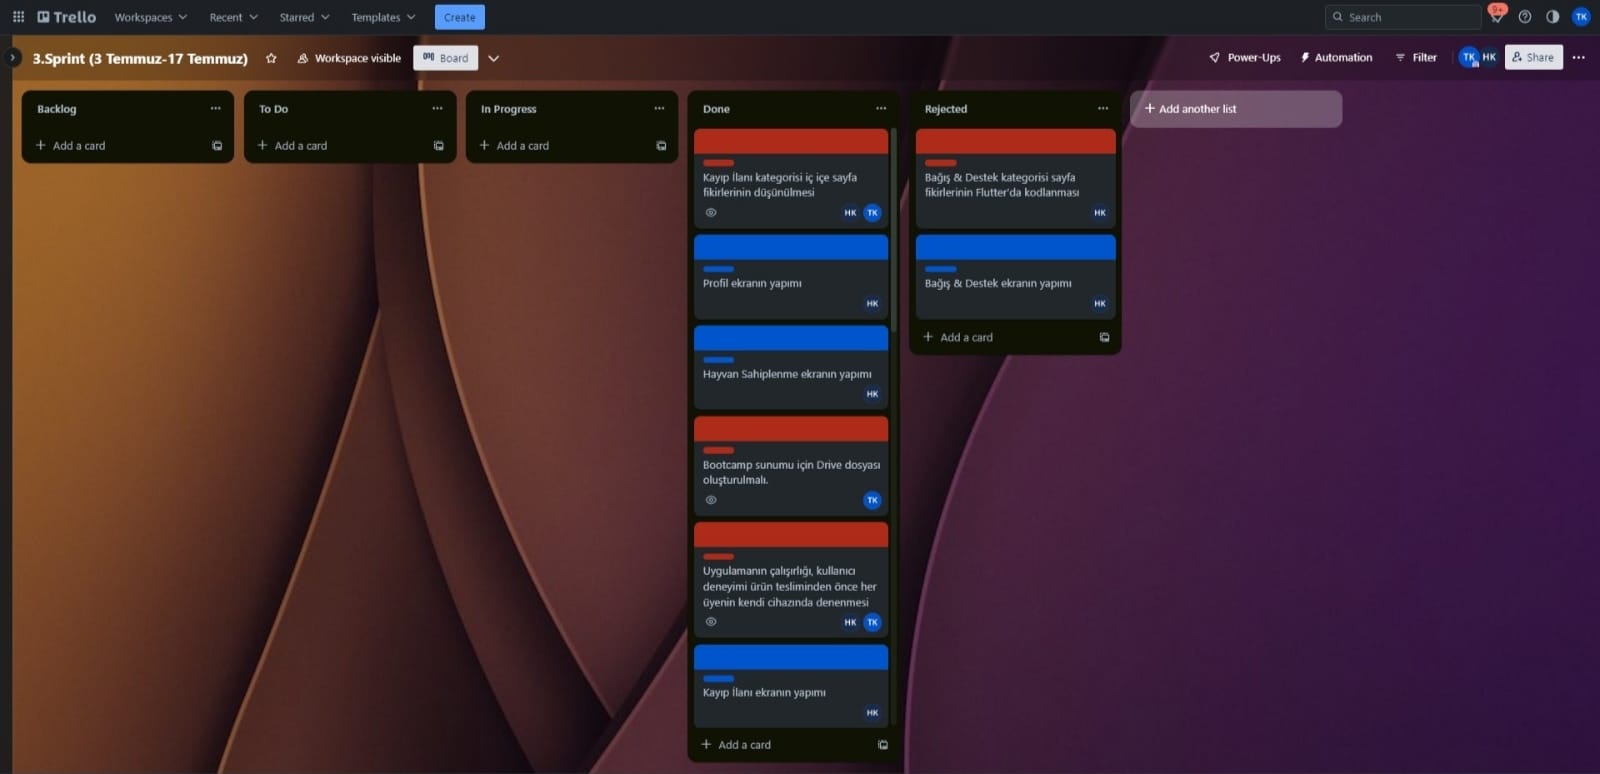 Trello
Workspaces
Recent
Starred
Templates
Create
Search
9+
TK
3.Sprint (3 Temmuz-17 Temmuz)
Workspace visible
Board
Power-Ups
Automation
Filter
TK
HK
Share
Backlog
+ Add a card
To Do
+ Add a card
In Progress
+ Add a card
Done
Kayıp İlanı kategorisi iç içe sayfa
fikirlerinin düşünülmesi
HK TK
Profil ekranın yapımı
HK
Hayvan Sahiplenme ekranın yapımı
HK
Bootcamp sunumu için Drive dosyası
oluşturulmalı.
TK
Uygulamanın çalışırlığı, kullanıcı
deneyimi ürün tesliminden önce her
üyenin kendi cihazında denenmesi
HK TK
Kayıp İlanı ekranın yapımı
HK
+ Add a card
Rejected
Bağış & Destek kategorisi sayfa
fikirlerinin Flutter'da kodlanması
HK
Bağış & Destek ekranın yapımı
HK
+ Add a card
+ Add another list